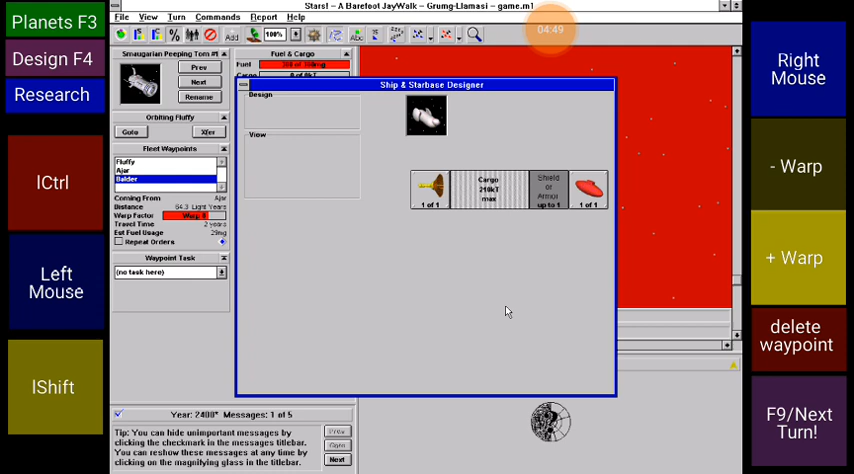 Planets F3
Design F4
Research
lCtrl
Left
Mouse
lShift
Right
Mouse
- Warp
+ Warp
delete
waypoint
F9/Next
Turn!
Stars! – A Barefoot JayWalk – Grumg-Llamasi – game.m1
File View Turn Commands Report Help
Add
100%
Abc
04:49
Smeugarian Peeping Tom #1
Prev
Next
Rename
Orbiting Fluffy
Goto
Xfer
Fleet Waypoints
Fluffy
Ajar
Balder
Coming From Ajar
Distance 64.3 Light Years
Warp Factor
Travel Time 2 years
Est Fuel Usage 29mg
Repeat Orders
Waypoint Task
(no task here)
Fuel & Cargo
Fuel
Cargo
Ship & Starbase Designer
Design
View
1 of 1
Cargo
210kT
max
Shield
or
Armor
up to 1
1 of 1
Year: 2400* Messages: 1 of 5
Tip: You can hide unimportant messages by
clicking the checkmark in the messages titlebar.
You can reshow these messages at any time by
clicking on the magnifying glass in the titlebar.
Prev
Goto
Next